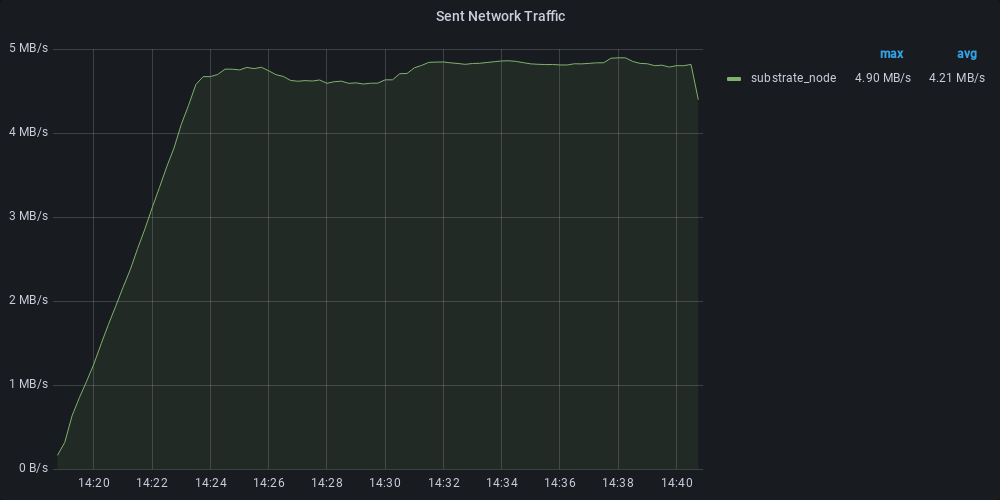 Sent Network Traffic
5 MB/s
4 MB/s
3 MB/s
2 MB/s
1 MB/s
0 B/s
14:20 14:22 14:24 14:26 14:28 14:30 14:32 14:34 14:36 14:38 14:40
max avg
substrate_node 4.90 MB/s 4.21 MB/s